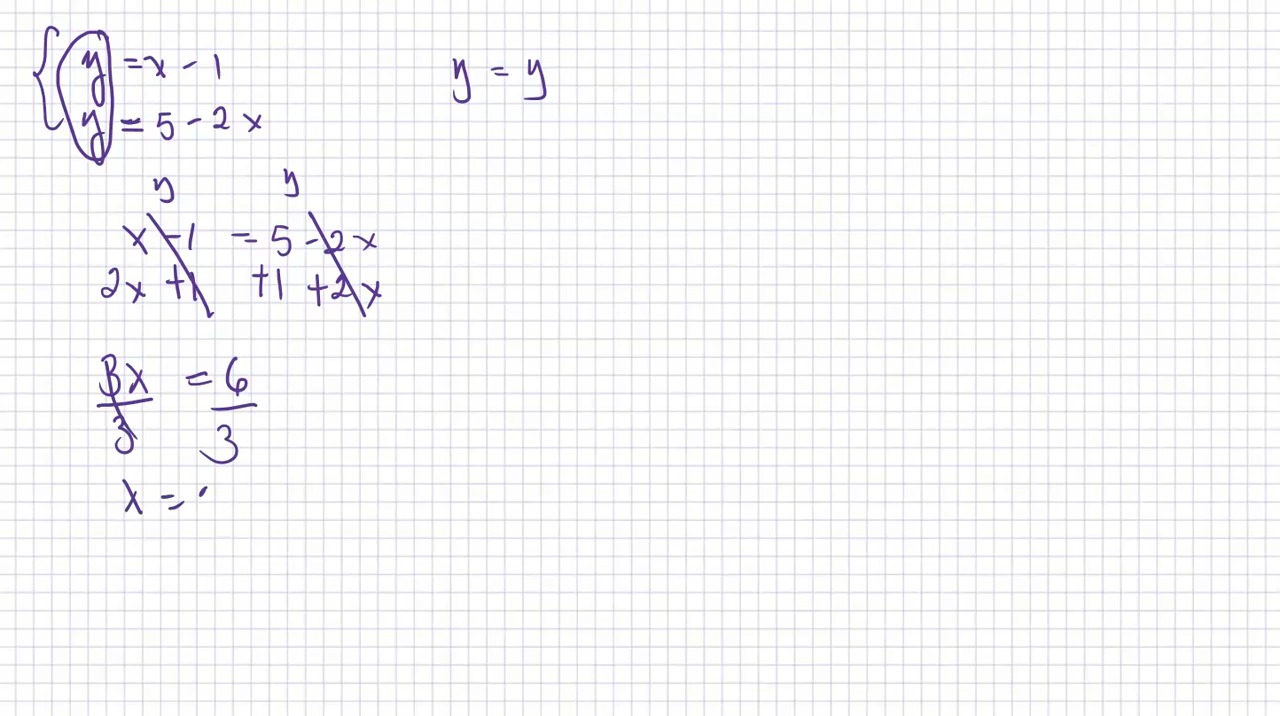 y = x - 1
y = 5 - 2x
y = y
y y
x - 1 = 5 - 2x
2x + 1 + 1 + 2x
3x = 6
3 3
x =